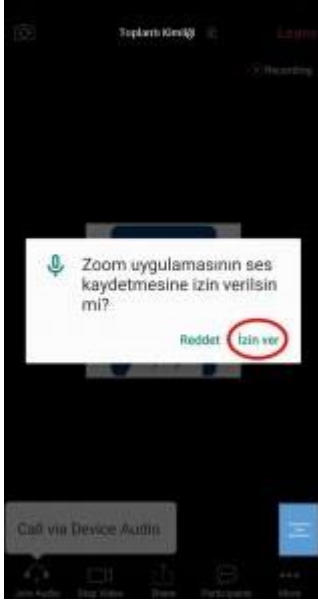 Toplantı Kimliği
Leave
Recording
Zoom uygulamasının ses
kaydetmesine izin verilsin
mi?
Reddet
İzin ver
Call via Device Audio
Join Audio
Stop Video
Share
Participants
More